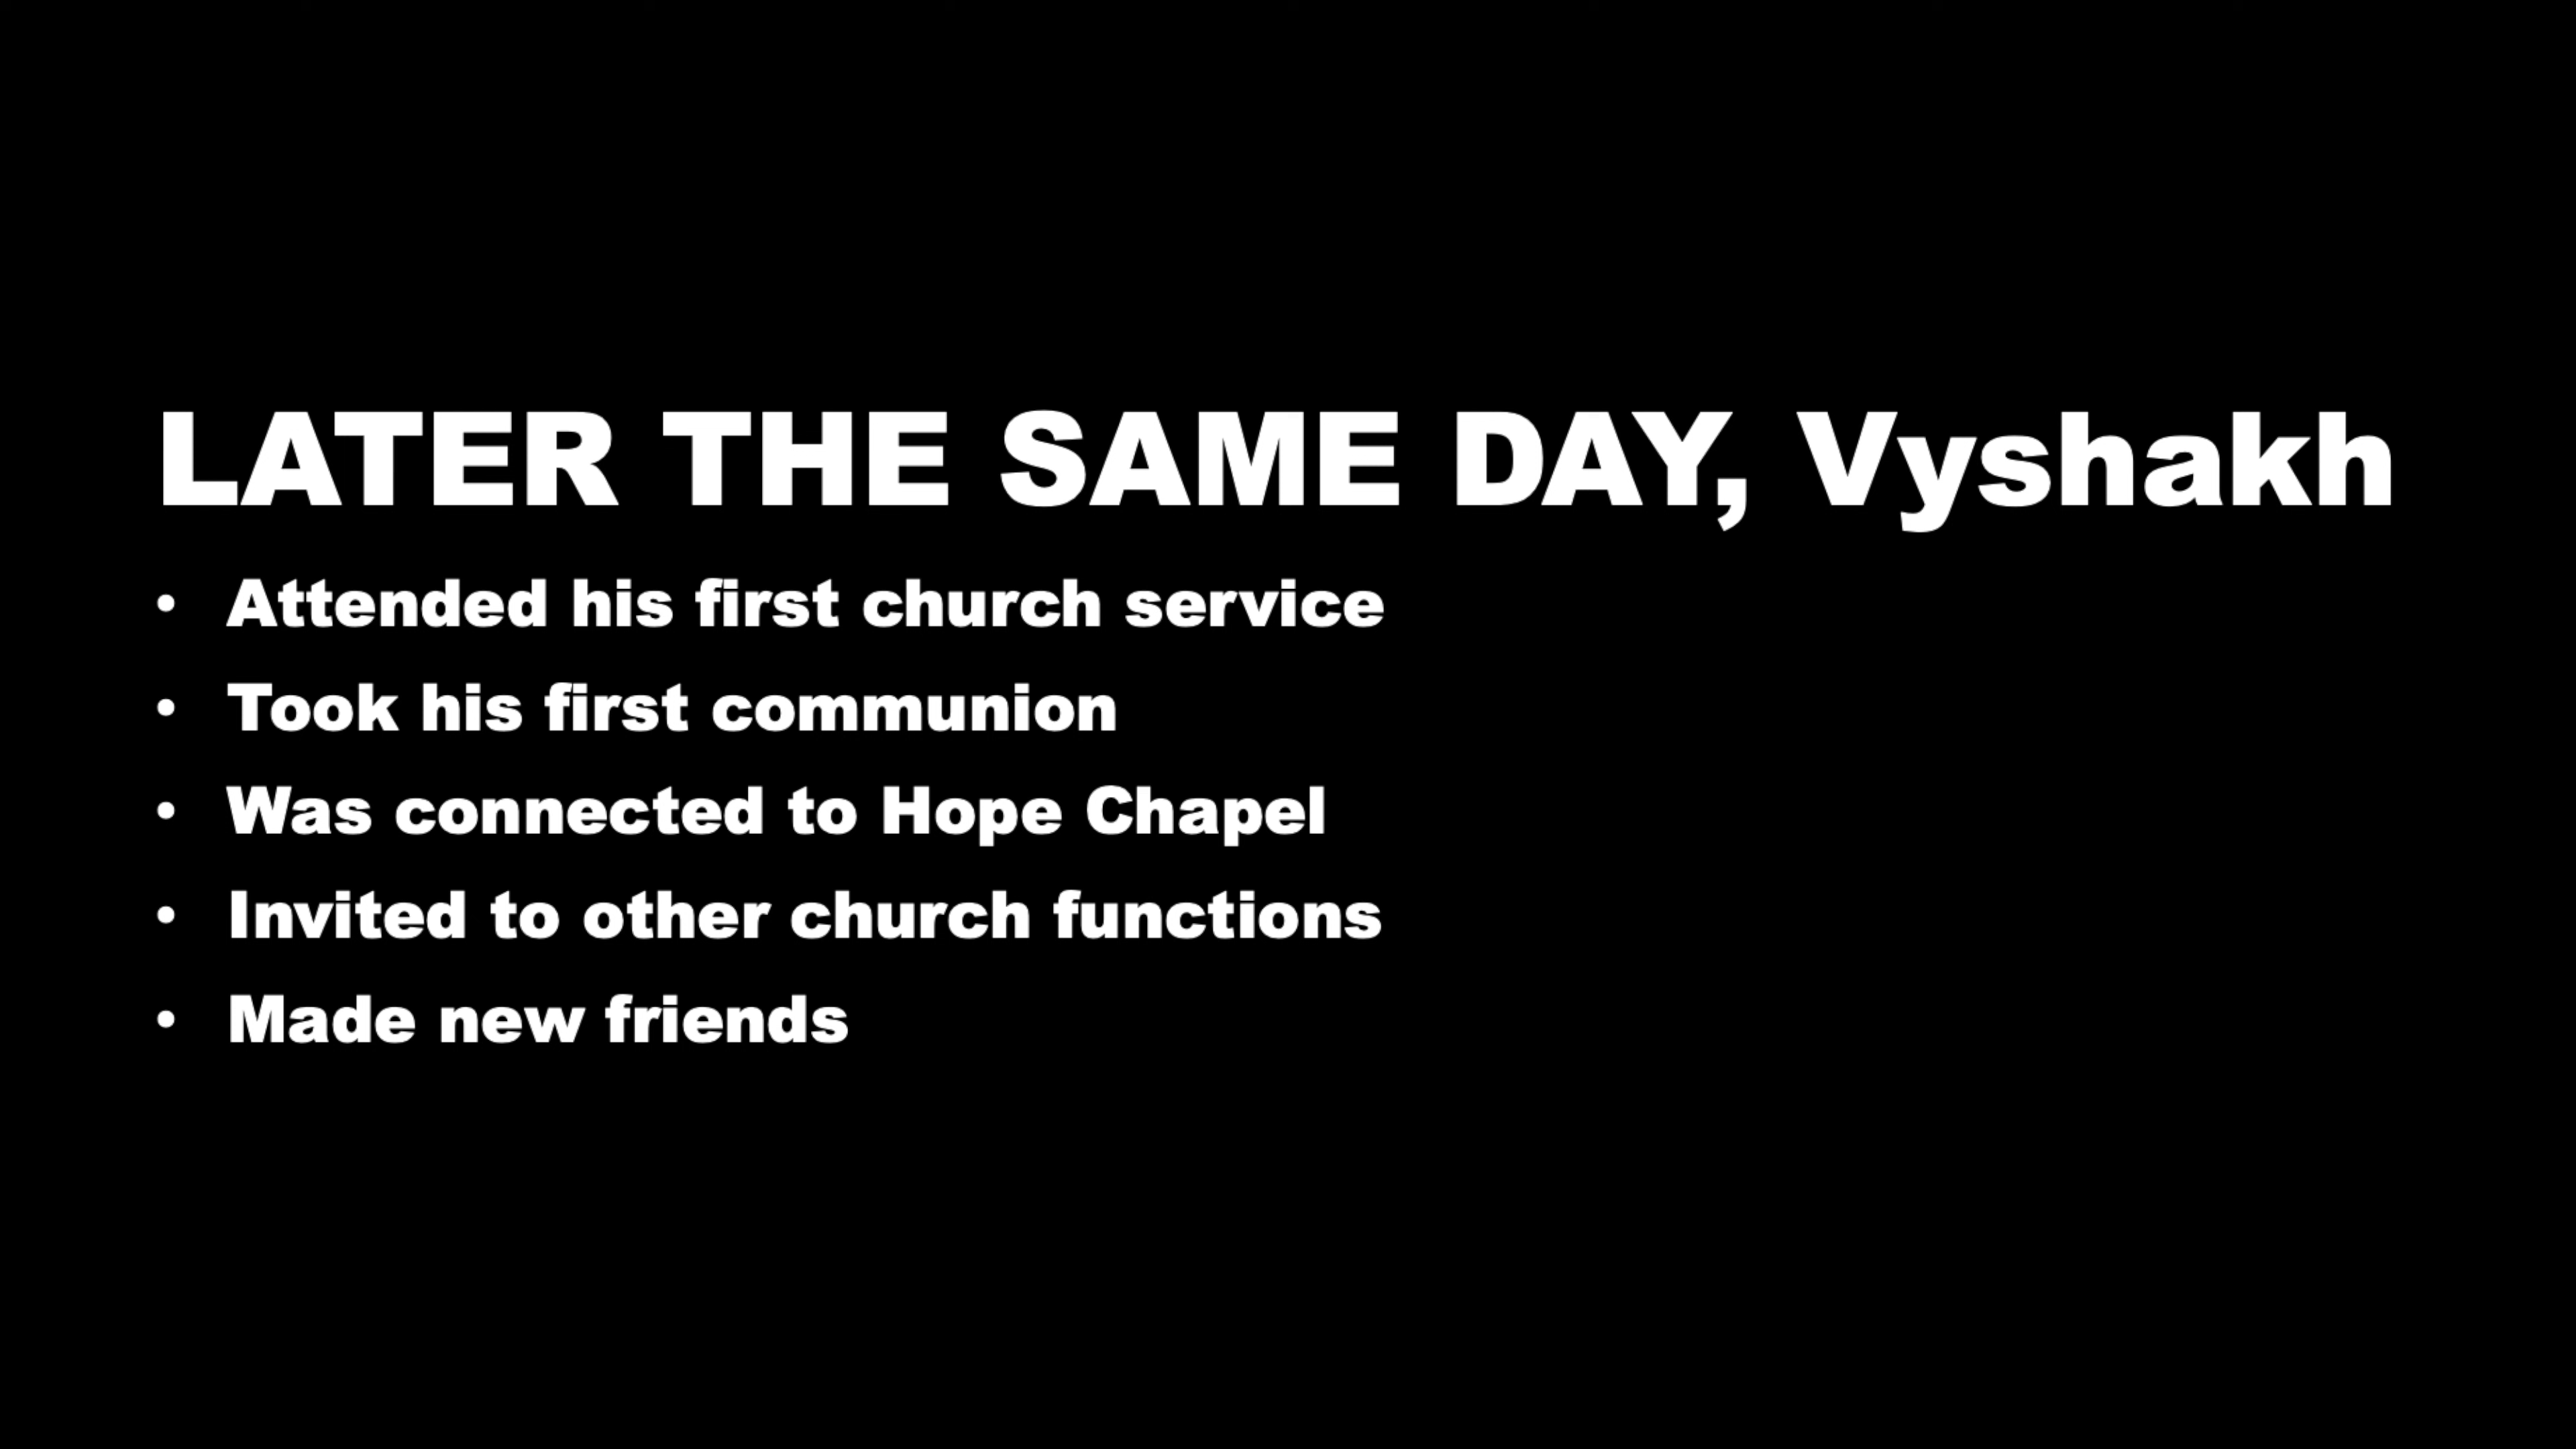 LATER THE SAME DAY, Vyshakh
• Attended his first church service
• Took his first communion
• Was connected to Hope Chapel
• Invited to other church functions
• Made new friends